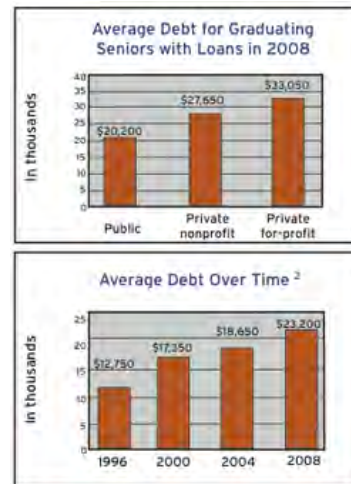 Average Debt for Graduating
Seniors with Loans in 2008
In thousands
40
35
30
25
20
15
10
5
0
$20,200
$27,650
$33,050
Public
Private
nonprofit
Private
for-profit
Average Debt Over Time 2
In thousands
25
20
15
10
5
0
$12,750
$17,350
$18,650
$23,200
1996
2000
2004
2008